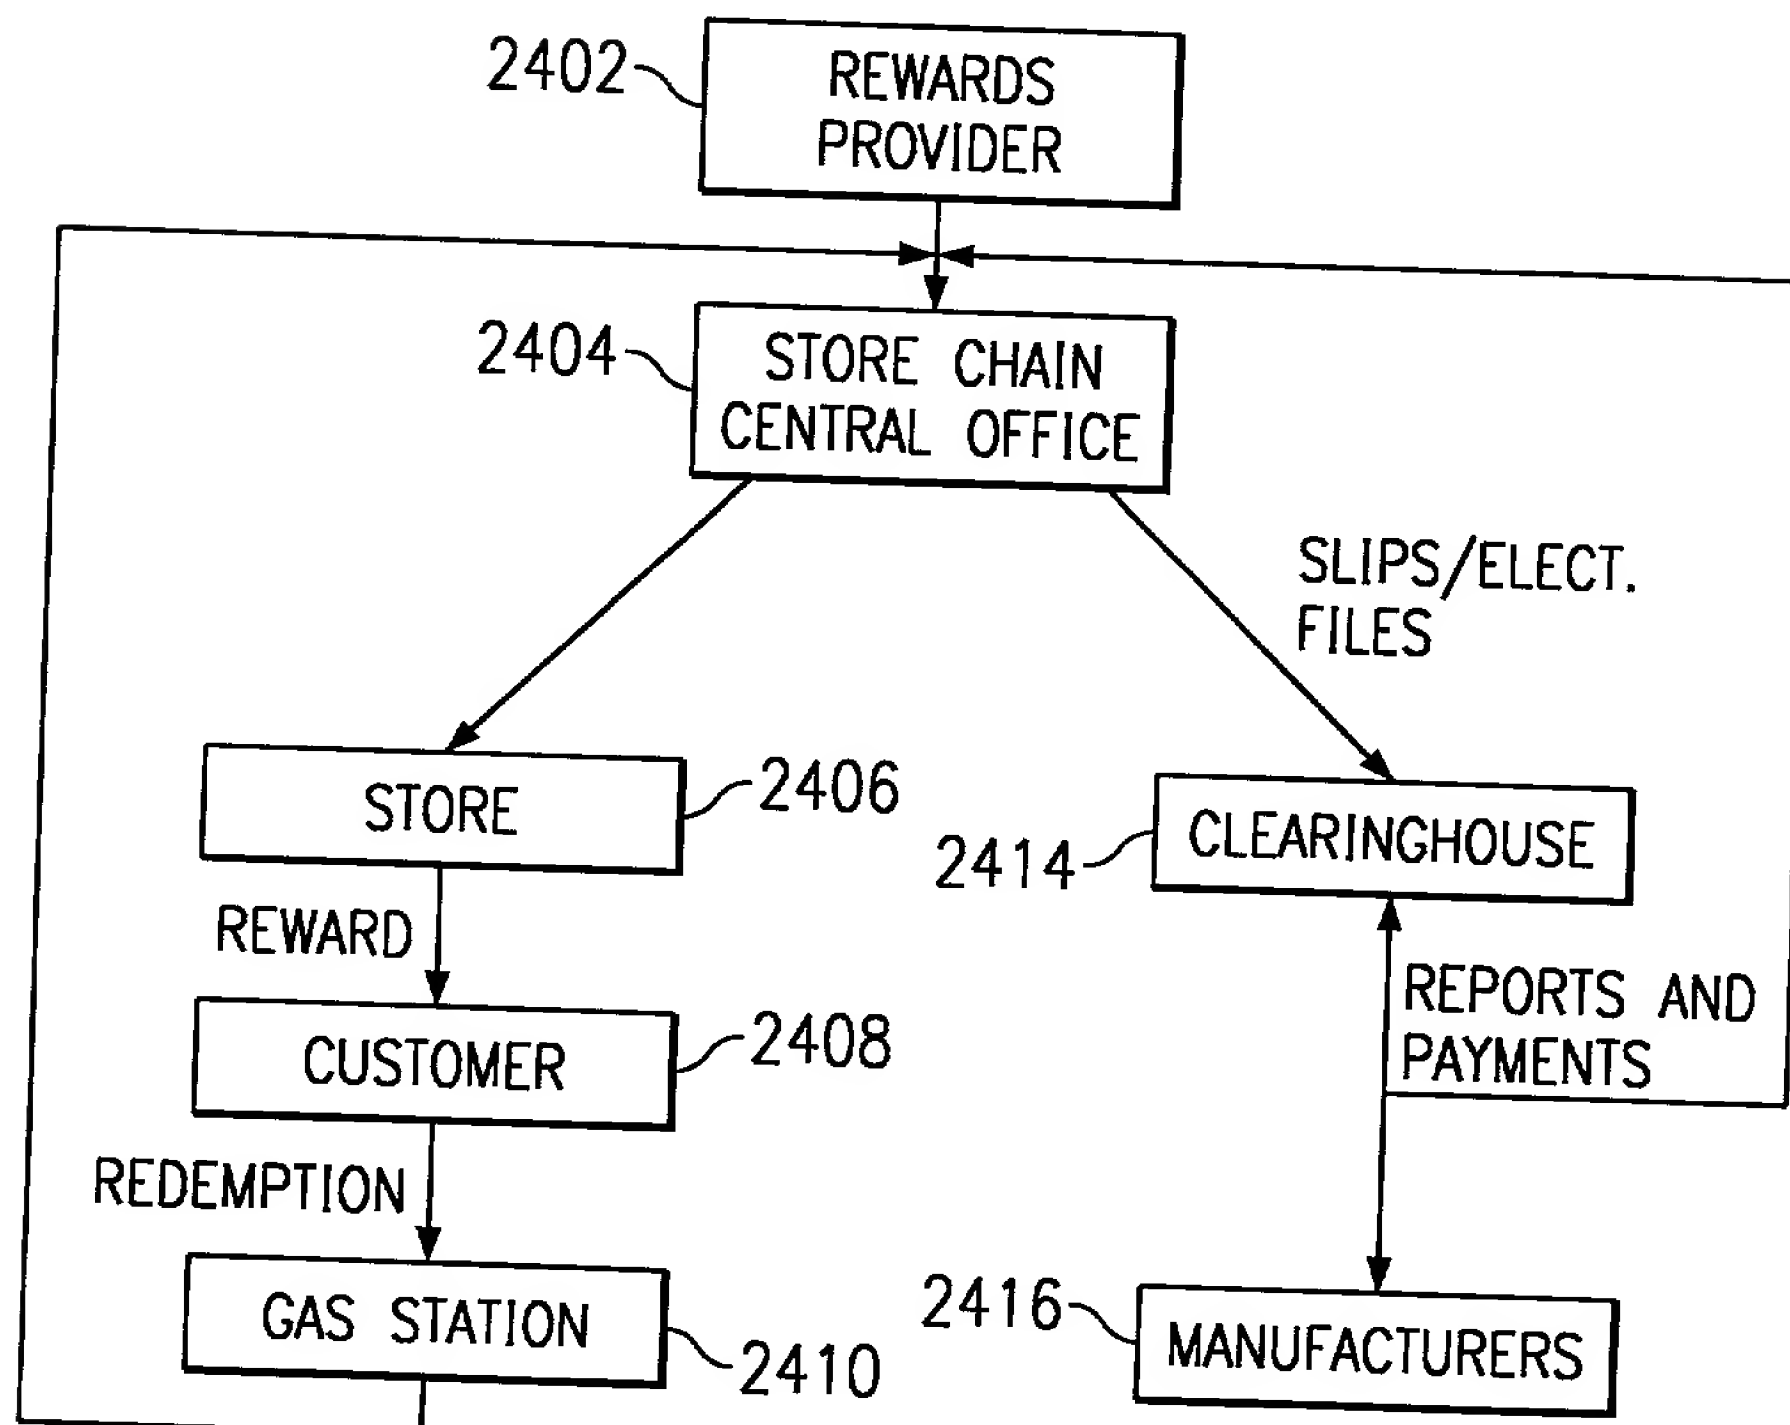 2402
REWARDS
PROVIDER
2404
STORE CHAIN
CENTRAL OFFICE
SLIPS/ELECT.
FILES
STORE
2406
2414
CLEARINGHOUSE
REWARD
REPORTS AND
PAYMENTS
CUSTOMER
2408
REDEMPTION
GAS STATION
2410
2416
MANUFACTURERS